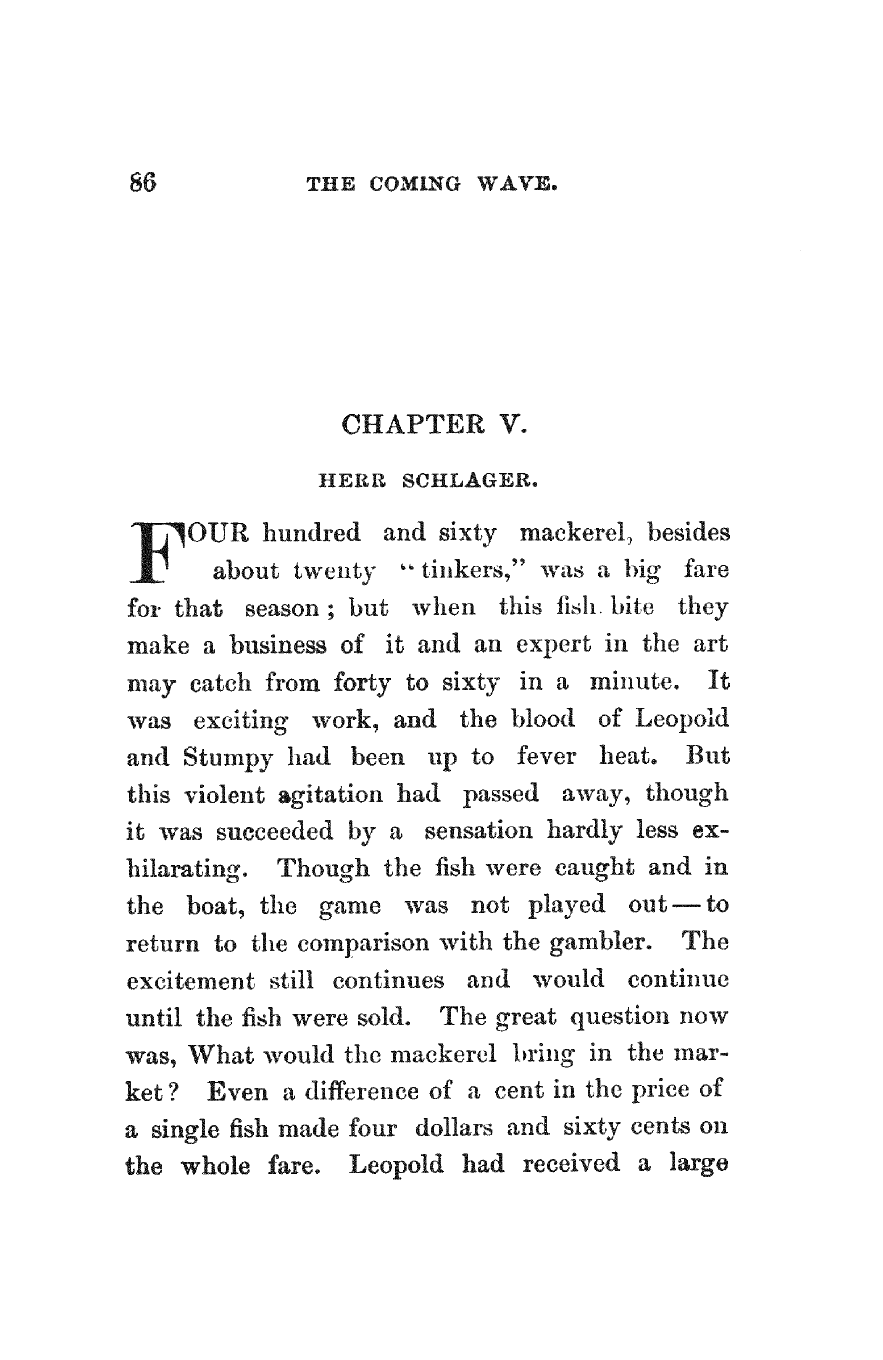 86 THE COMING WAVE.
CHAPTER V.
HERR SCHLAGER.
FOUR hundred and sixty mackerel, besides
about twenty “tinkers,” was a big fare
for that season; but when this fish bite they
make a business of it and an expert in the art
may catch from forty to sixty in a minute. It
was exciting work, and the blood of Leopold
and Stumpy had been up to fever heat. But
this violent agitation had passed away, though
it was succeeded by a sensation hardly less ex-
hilarating. Though the fish were caught and in
the boat, the game was not played out—to
return to the comparison with the gambler. The
excitement still continues and would continue
until the fish were sold. The great question now
was, What would the mackerel bring in the mar-
ket? Even a difference of a cent in the price of
a single fish made four dollars and sixty cents on
the whole fare. Leopold had received a large